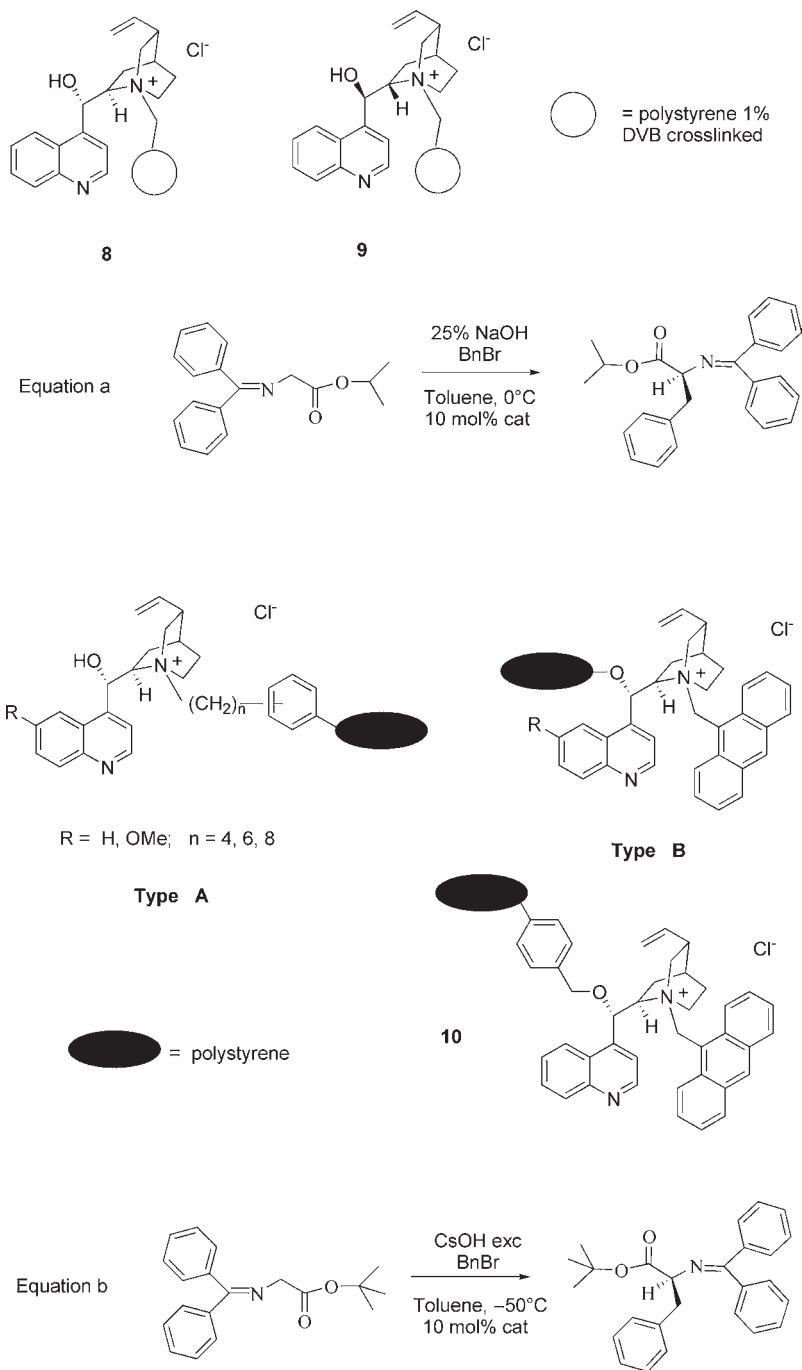 Cl⁻
HO
N +
H
N
8
Cl⁻
HO
N +
H
N
9
= polystyrene 1%
DVB crosslinked
Equation a
N
O
O
25% NaOH
BnBr
Toluene, 0°C
10 mol% cat
O
O
N
H
Cl⁻
HO
N +
H
(CH₂)n
R
N
R = H, OMe; n = 4, 6, 8
Type A
Cl⁻
O
N +
H
R
N
Type B
= polystyrene
Cl⁻
O
N +
H
N
10
Equation b
N
O
O
CsOH exc
BnBr
Toluene, –50°C
10 mol% cat
O
O
N
H